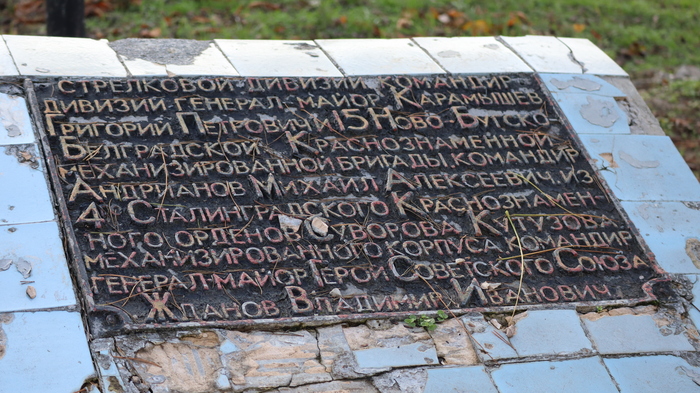 СТРЕЛКОВОЙ ДИВИЗИИ КОМАНДИР
ДИВИЗИИ ГЕНЕРАЛ-МАЙОР КАРАМЫШЕВ
ГРИГОРИЙ ПЕТРОВИЧ 15 НОВО БУГСКО
БЕЛГРАДСКОЙ КРАСНОЗНАМЕННОЙ
МЕХАНИЗИРОВАННОЙ БРИГАДЫ КОМАНДИР
АНДРИАНОВ МИХАИЛ АЛЕКСЕЕВИЧ ИЗ
4 СТАЛИНГРАДСКОГО КРАСНОЗНАМЕН
НОГО ОРДЕНОВ СУВОРОВА КУТУЗОВА
МЕХАНИЗИРОВАННОГО КОРПУСА КОМАНДИР
ГЕНЕРАЛ МАЙОР ГЕРОЙ СОВЕТСКОГО СОЮЗА
ЖДАНОВ ВЛАДИМИР ИВАНОВИЧ